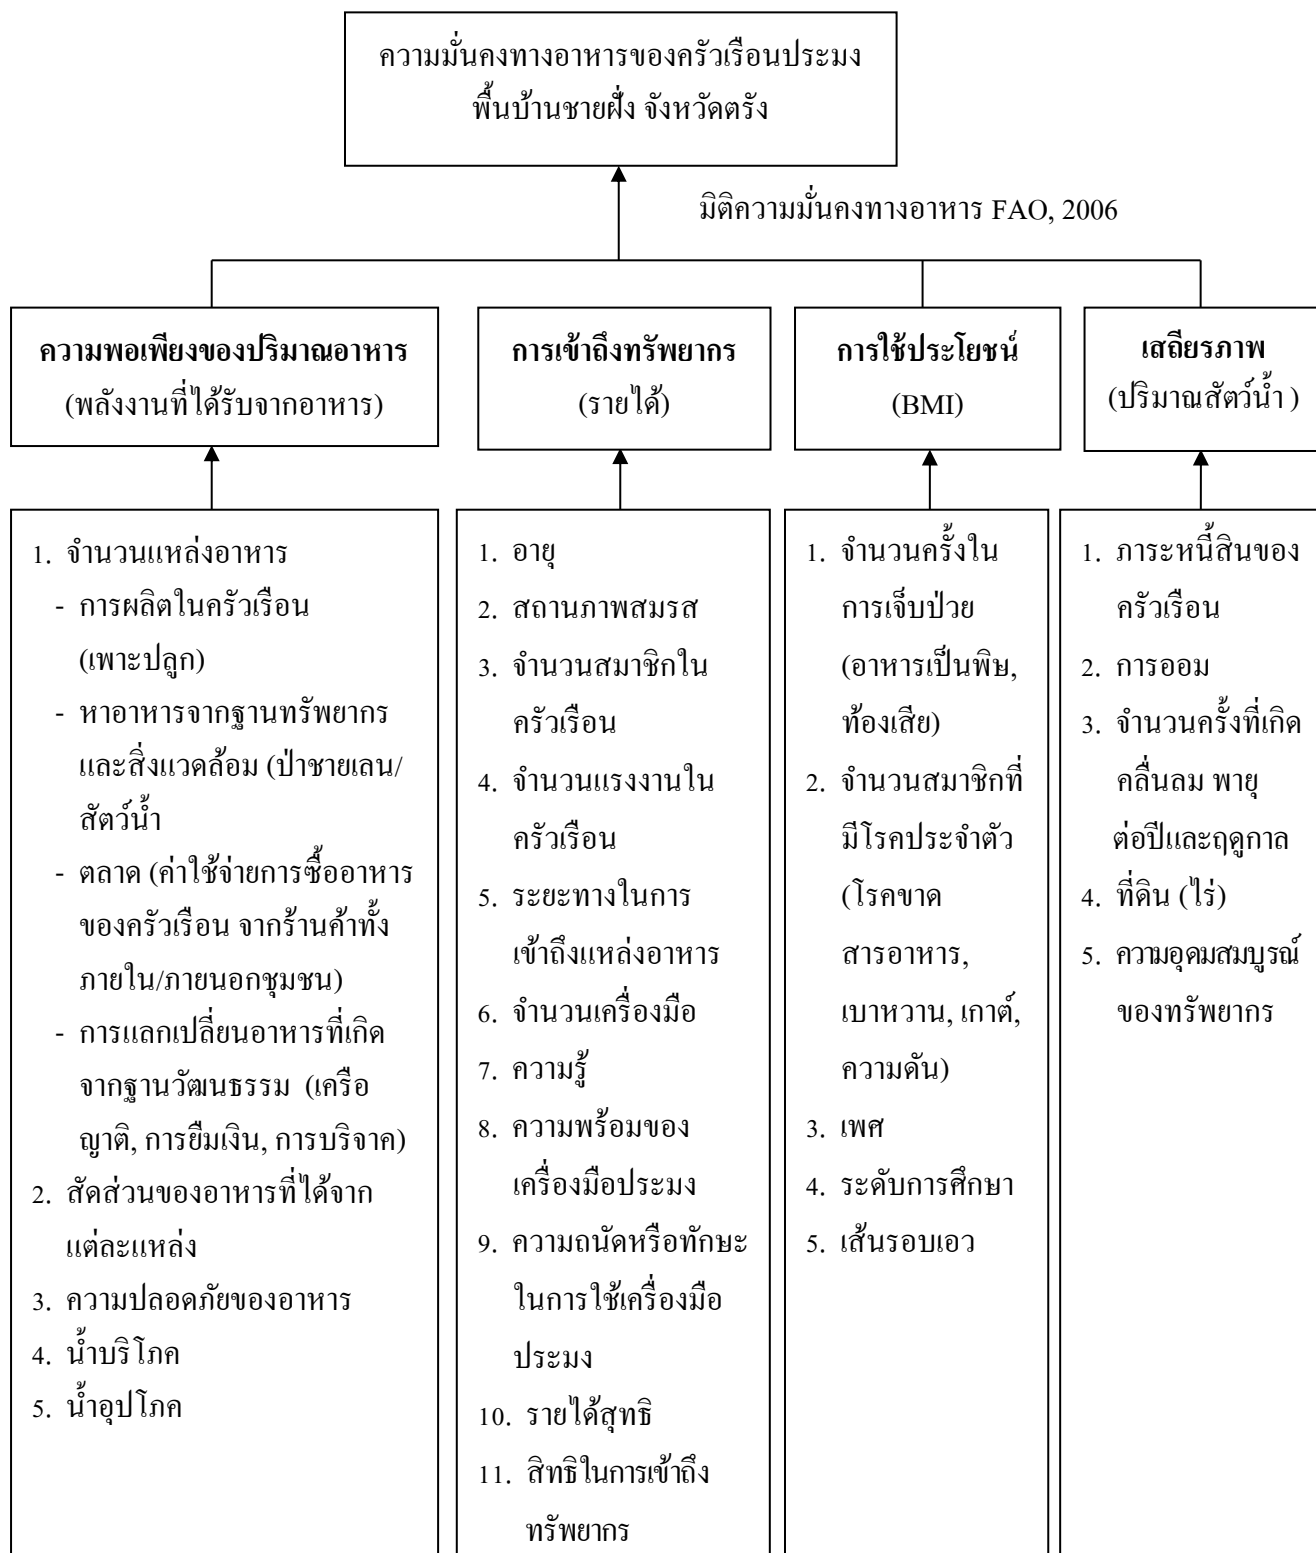 ความมั่นคงทางอาหารของครัวเรือนประมง
พื้นบ้านชายฝั่ง จังหวัดตรัง
มิติความมั่นคงทางอาหาร FAO, 2006
ความพอเพียงของปริมาณอาหาร
(พลังงานที่ได้รับจากอาหาร)
การเข้าถึงทรัพยากร
(รายได้)
การใช้ประโยชน์
(BMI)
เสถียรภาพ
(ปริมาณสัตว์น้ำ )
1. จำนวนแหล่งอาหาร
- การผลิตในครัวเรือน
(เพาะปลูก)
- หาอาหารจากฐานทรัพยากร
และสิ่งแวดล้อม (ป่าชายเลน/
สัตว์น้ำ
- ตลาด (ค่าใช้จ่ายการซื้ออาหาร
ของครัวเรือน จากร้านค้าทั้ง
ภายใน/ภายนอกชุมชน)
- การแลกเปลี่ยนอาหารที่เกิด
จากฐานวัฒนธรรม (เครือ
ญาติ, การยืมเงิน, การบริจาค)
2. สัดส่วนของอาหารที่ได้จาก
แต่ละแหล่ง
3. ความปลอดภัยของอาหาร
4. น้ำบริโภค
5. น้ำอุปโภค
1. อายุ
2. สถานภาพสมรส
3. จำนวนสมาชิกใน
ครัวเรือน
4. จำนวนแรงงานใน
ครัวเรือน
5. ระยะทางในการ
เข้าถึงแหล่งอาหาร
6. จำนวนเครื่องมือ
7. ความรู้
8. ความพร้อมของ
เครื่องมือประมง
9. ความถนัดหรือทักษะ
ในการใช้เครื่องมือ
ประมง
10. รายได้สุทธิ
11. สิทธิในการเข้าถึง
ทรัพยากร
1. จำนวนครั้งใน
การเจ็บป่วย
(อาหารเป็นพิษ,
ท้องเสีย)
2. จำนวนสมาชิกที่
มีโรคประจำตัว
(โรคขาด
สารอาหาร,
เบาหวาน, เกาต์,
ความดัน)
3. เพศ
4. ระดับการศึกษา
5. เส้นรอบเอว
1. ภาระหนี้สินของ
ครัวเรือน
2. การออม
3. จำนวนครั้งที่เกิด
คลื่นลม พายุ
ต่อปีและฤดูกาล
4. ที่ดิน (ไร่)
5. ความอุดมสมบูรณ์
ของทรัพยากร